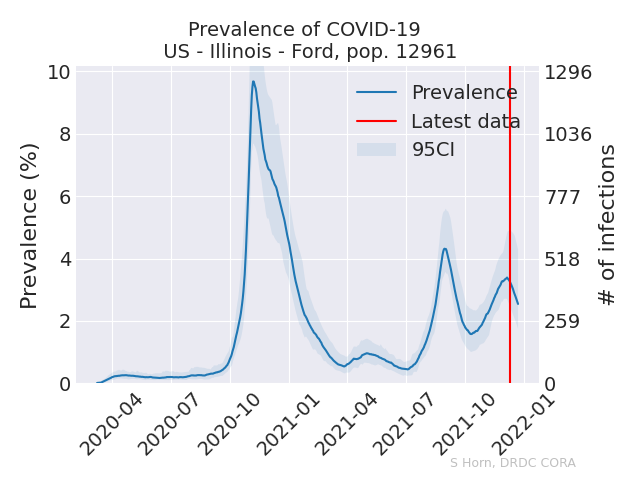 Prevalence of COVID-19
US - Illinois - Ford, pop. 12961
Prevalence (%)
10
8
6
4
2
0
1296
1036
777
518
259
0
# of infections
Prevalence
Latest data
95CI
2020-04
2020-07
2020-10
2021-01
2021-04
2021-07
2021-10
2022-01
S Horn, DRDC CORA